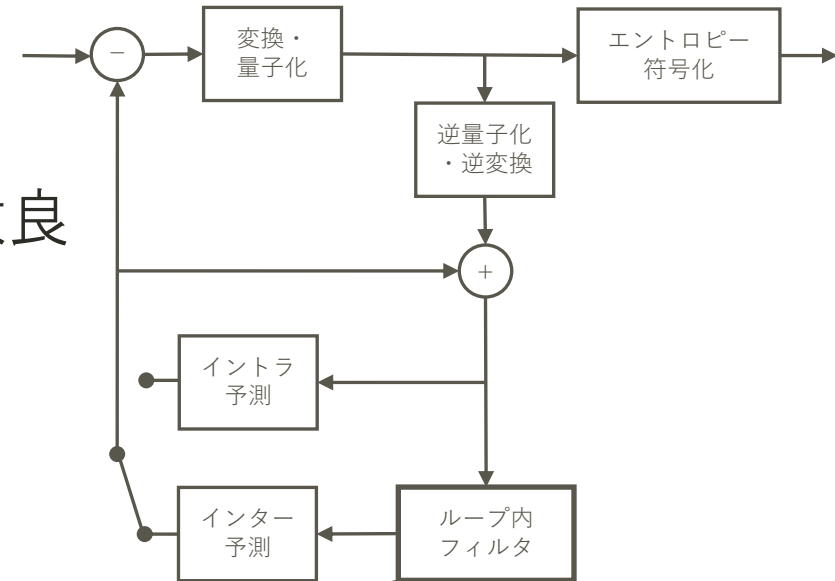 −
変換・
量子化
エントロピー
符号化
逆量子化
・逆変換
良
+
イントラ
予測
インター
予測
ループ内
フィルタ